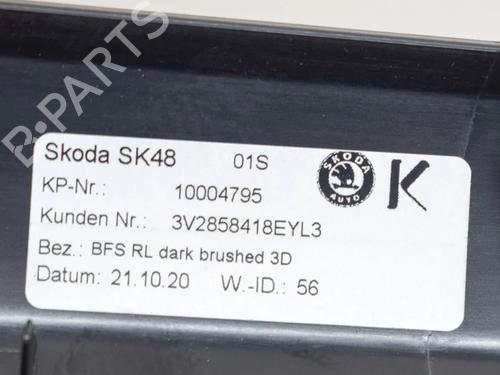 B-PARTS
Skoda SK48 01S
SKODA
AUTO
K
KP-Nr.: 10004795
Kunden Nr.: 3V2858418EYL3
Bez.: BFS RL dark brushed 3D
Datum: 21.10.20 W.-ID.: 56